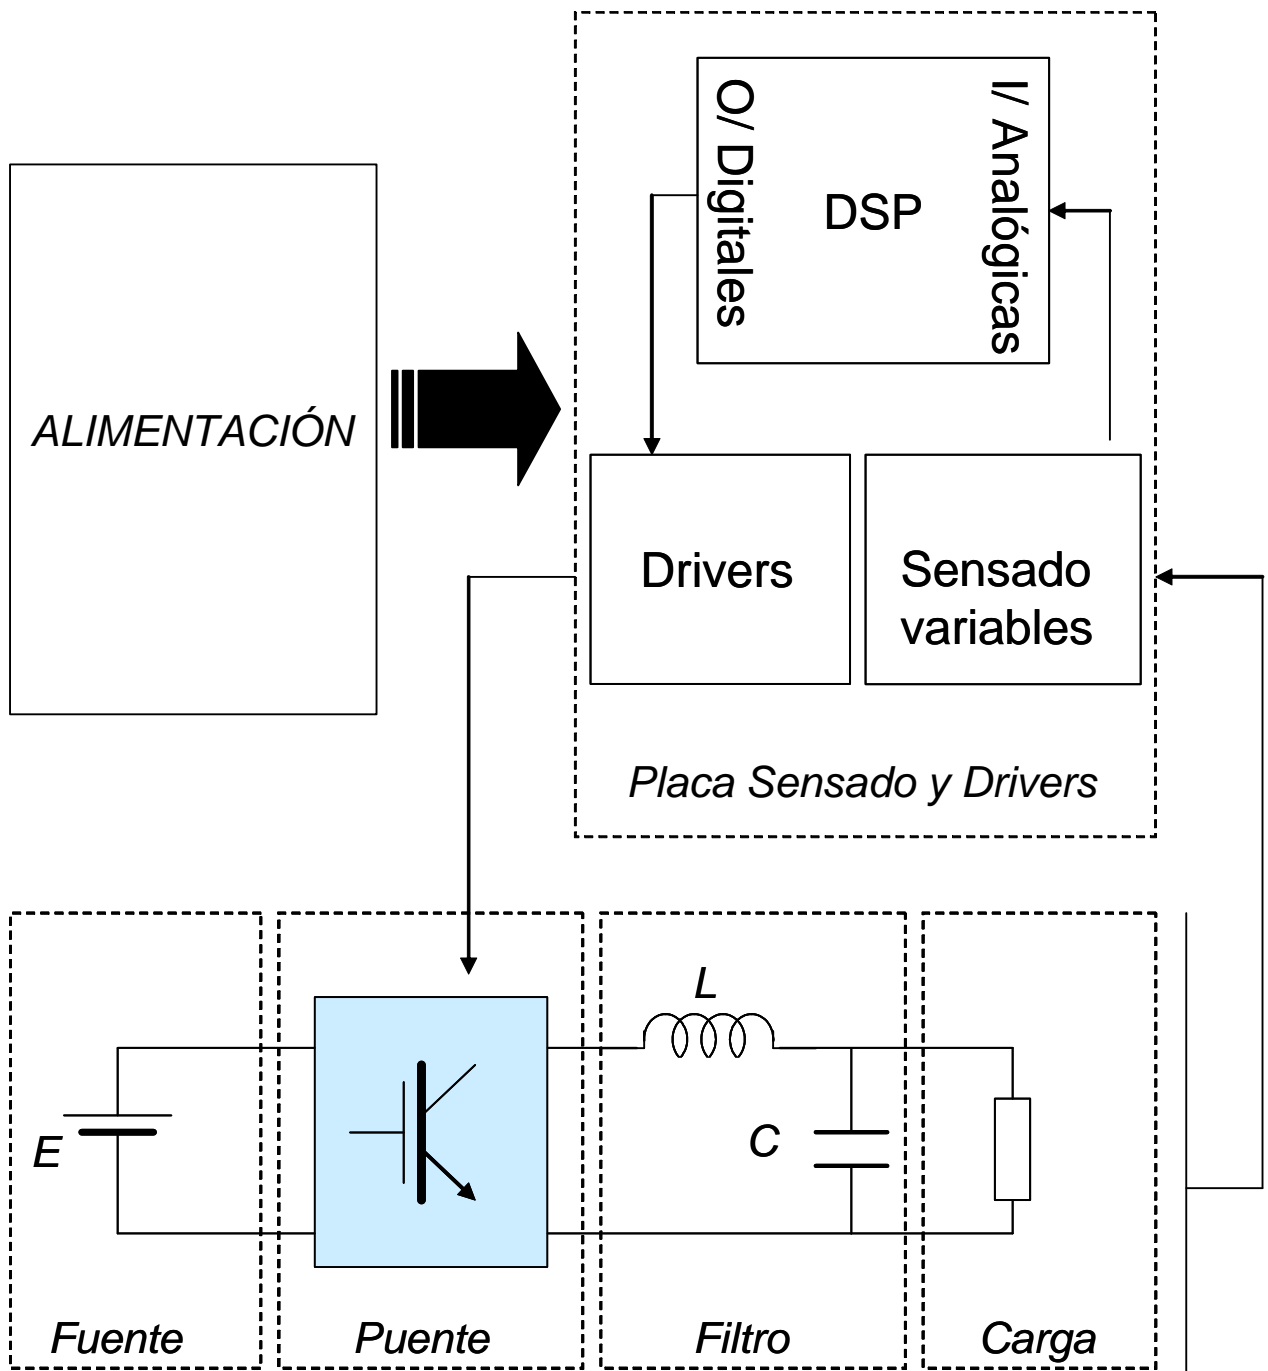 O/ Digitales
DSP
I/ Analógicas
ALIMENTACIÓN
Drivers
Sensado
variables
Placa Sensado y Drivers
L
E
C
Fuente
Puente
Filtro
Carga